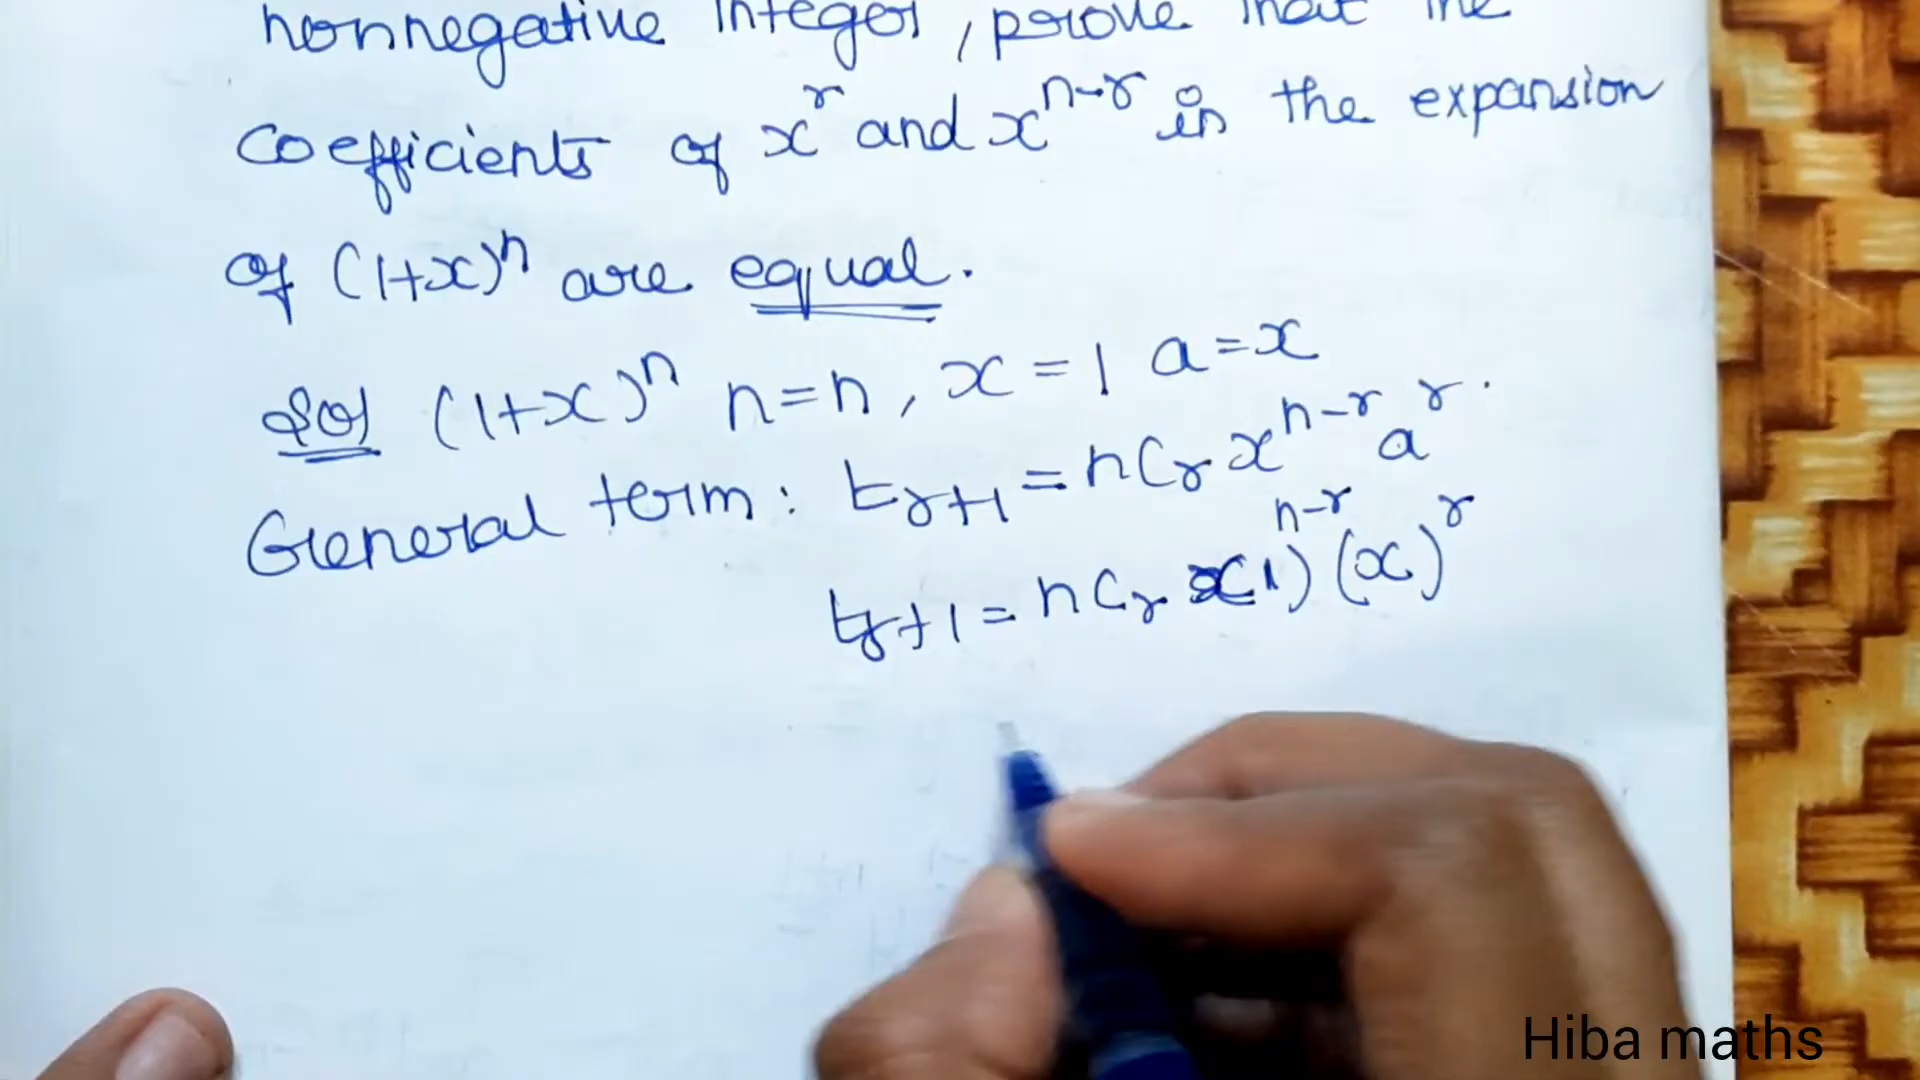 nonnegative integer, prove that the
coefficients of x^r and x^{n-r} in the expansion
of (1+x)^n are equal.
Sol (1+x)^n n=n, x=1 a=x
General term: t_{r+1} = nC_r x^{n-r} a^r.
t_{r+1} = nC_r (1)^{n-r} (x)^r
Hiba maths